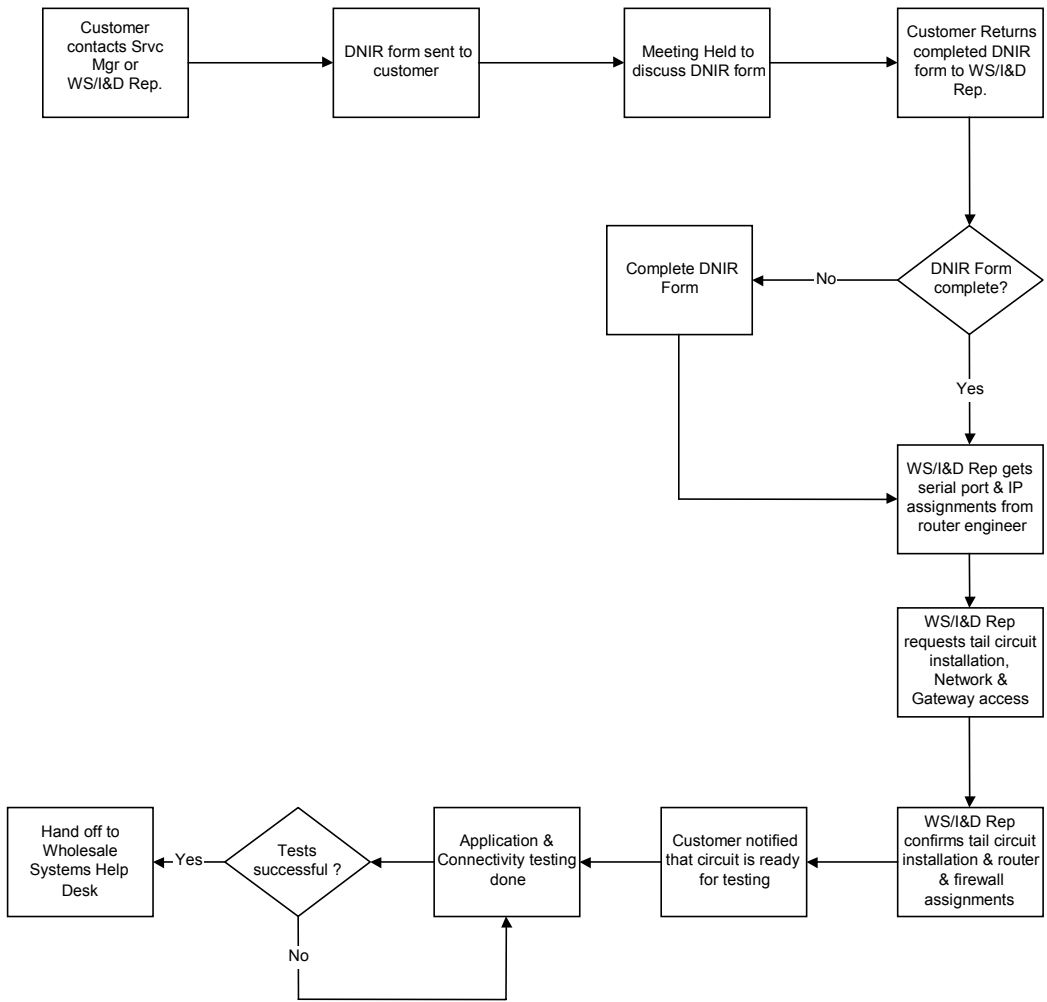 Customer
contacts Srvc
Mgr or
WS/I&D Rep.
DNIR form sent to
customer
Meeting Held to
discuss DNIR form
Customer Returns
completed DNIR
form to WS/I&D
Rep.
Complete DNIR
Form
No
DNIR Form
complete?
Yes
WS/I&D Rep gets
serial port & IP
assignments from
router engineer
WS/I&D Rep
requests tail circuit
installation,
Network &
Gateway access
Hand off to
Wholesale
Systems Help
Desk
Yes
Tests
successful ?
No
Application &
Connectivity testing
done
Customer notified
that circuit is ready
for testing
WS/I&D Rep
confirms tail circuit
installation & router
& firewall
assignments